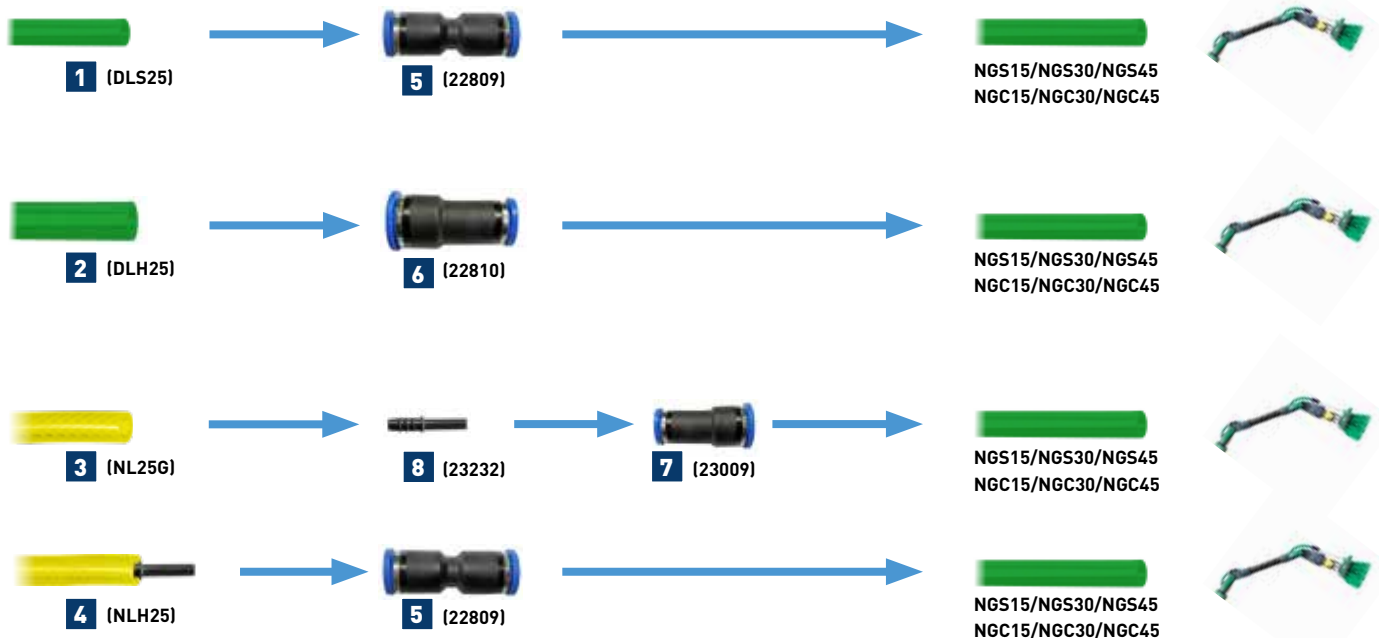 1 (DLS25)
5 (22809)
NGS15/NGS30/NGS45
NGC15/NGC30/NGC45
2 (DLH25)
6 (22810)
NGS15/NGS30/NGS45
NGC15/NGC30/NGC45
3 (NL25G)
8 (23232)
7 (23009)
NGS15/NGS30/NGS45
NGC15/NGC30/NGC45
4 (NLH25)
5 (22809)
NGS15/NGS30/NGS45
NGC15/NGC30/NGC45